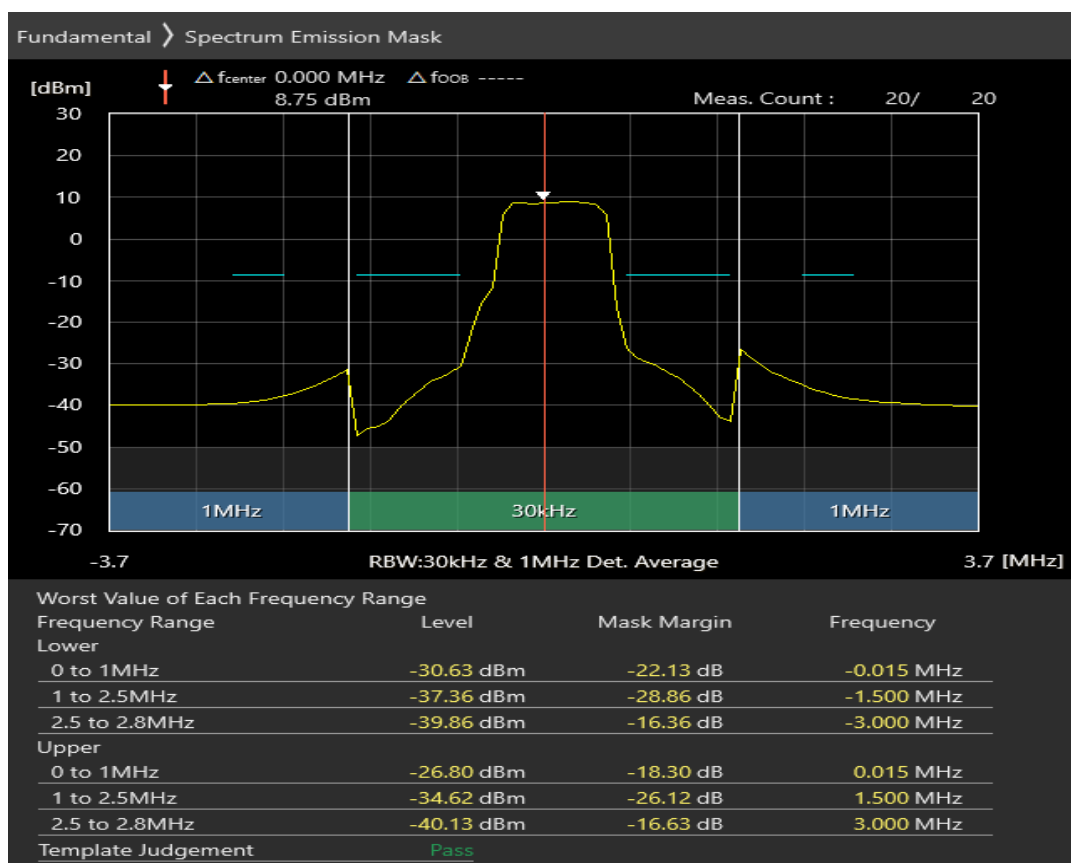 Fundamental ❯ Spectrum Emission Mask
[dBm] △ fcenter 0.000 MHz △ fOOB -----
8.75 dBm Meas. Count : 20/ 20
30
20
10
0
-10
-20
-30
-40
-50
-60
1MHz 30kHz 1MHz
-70
-3.7 RBW:30kHz & 1MHz Det. Average 3.7 [MHz]
Worst Value of Each Frequency Range
Frequency Range Level Mask Margin Frequency
Lower
0 to 1MHz -30.63 dBm -22.13 dB -0.015 MHz
1 to 2.5MHz -37.36 dBm -28.86 dB -1.500 MHz
2.5 to 2.8MHz -39.86 dBm -16.36 dB -3.000 MHz
Upper
0 to 1MHz -26.80 dBm -18.30 dB 0.015 MHz
1 to 2.5MHz -34.62 dBm -26.12 dB 1.500 MHz
2.5 to 2.8MHz -40.13 dBm -16.63 dB 3.000 MHz
Template Judgement Pass